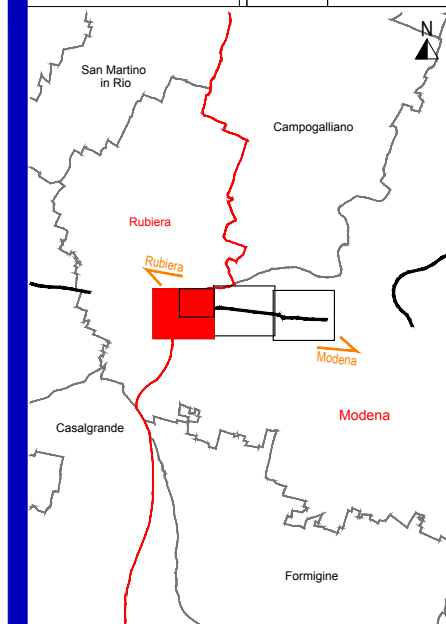 N
San Martino
in Rio
Campogalliano
Rubiera
Rubiera
Modena
Modena
Casalgrande
Formigine